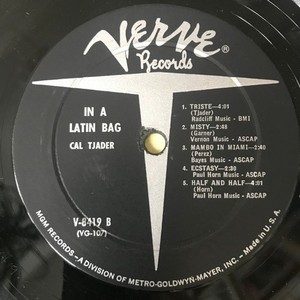 Verve®
Records
IN A
LATIN BAG
CAL TJADER
V-8419 B
(VG-107)
1. TRISTE—4:01
(Tjader)
Radcliff Music - BMI
2. MISTY—4:01
(Garner)
Vernon Music - ASCAP
3. MAMBO IN MIAMI—2:01
(Perez)
Bayes Music - ASCAP
4. ECSTASY—3:30
Paul Horn Music - ASCAP
5. HALF AND HALF—4:01
(Horn)
Paul Horn Music - ASCAP
MGM RECORDS—A DIVISION OF METRO-GOLDWYN-MAYER, INC.—Made in U.S.A.